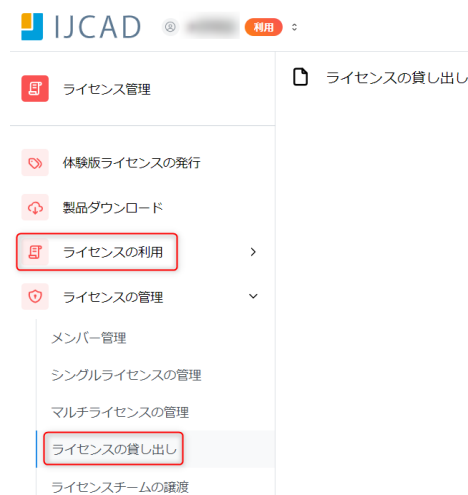 IJCAD
利用
ライセンス管理
ライセンスの貸し出し
体験版ライセンスの発行
製品ダウンロード
ライセンスの利用
ライセンスの管理
メンバー管理
シングルライセンスの管理
マルチライセンスの管理
ライセンスの貸し出し
ライセンスチームの譲渡